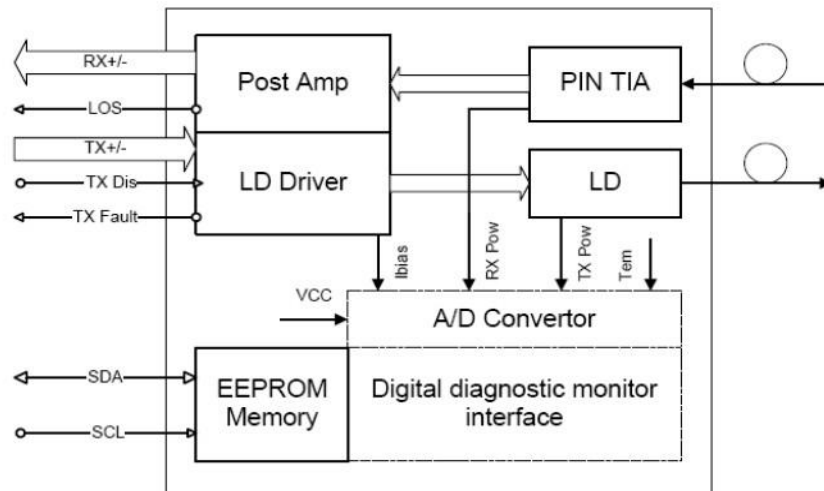 RX+/-
Post Amp
PIN TIA
LOS
TX+/-
LD Driver
LD
TX Dis
TX Fault
Ibias
RX Pow
TX Pow
Tem
VCC
A/D Convertor
SDA
EEPROM
Memory
Digital diagnostic monitor
interface
SCL